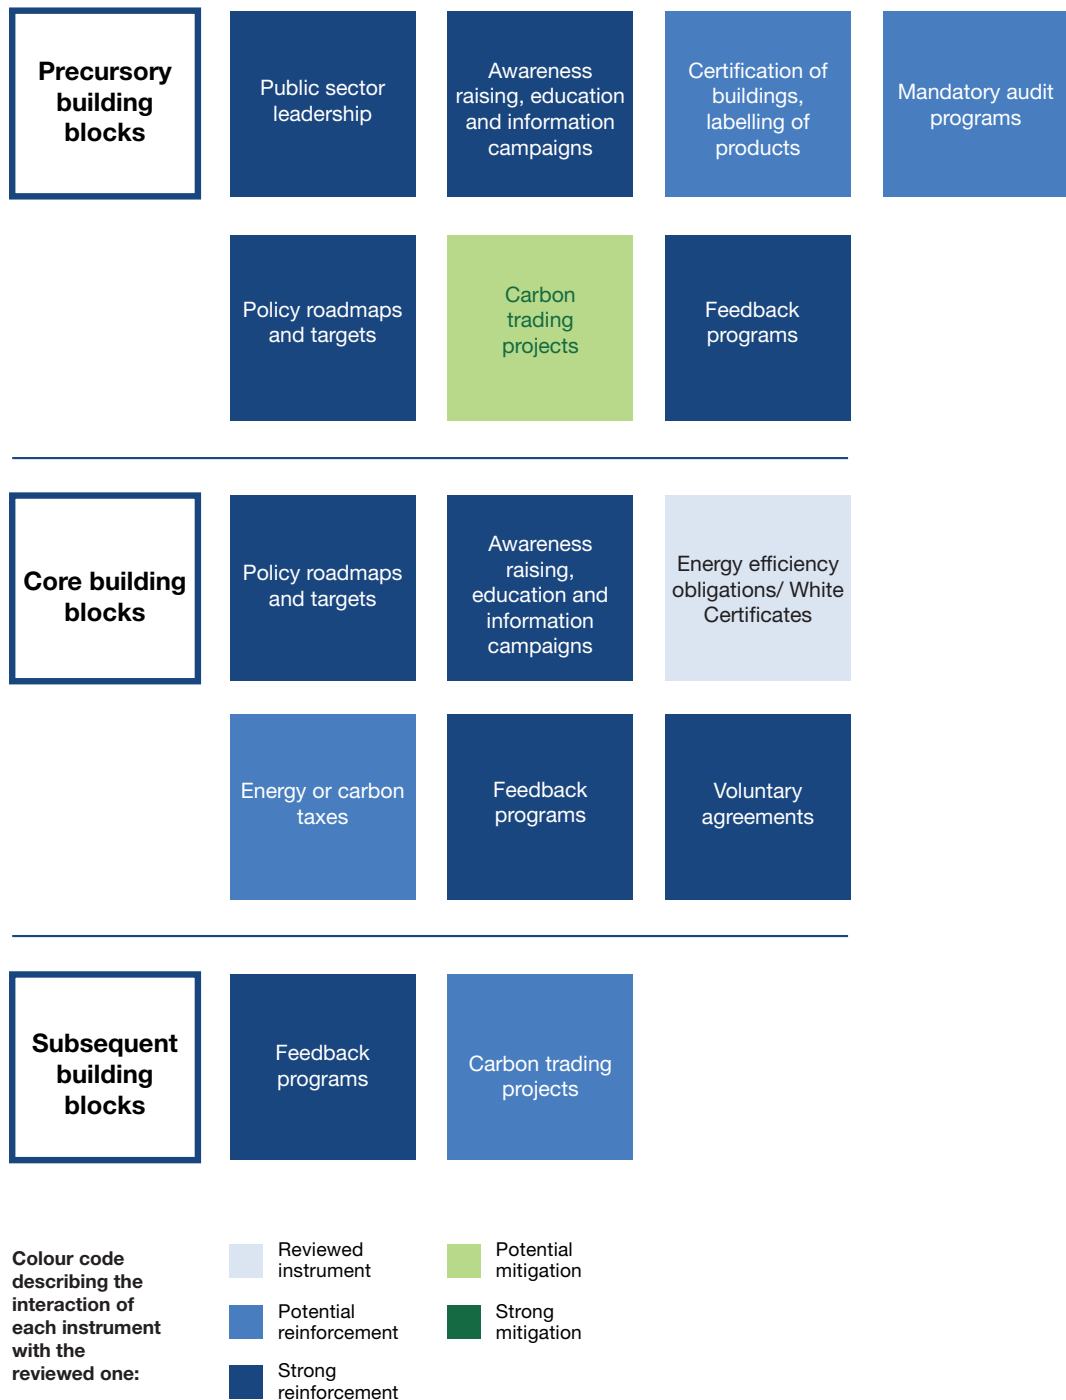 Precursory
building
blocks
Public sector
leadership
Awareness
raising, education
and information
campaigns
Certification of
buildings,
labelling of
products
Mandatory audit
programs
Policy roadmaps
and targets
Carbon
trading
projects
Feedback
programs
Core building
blocks
Policy roadmaps
and targets
Awareness
raising,
education and
information
campaigns
Energy efficiency
obligations/ White
Certificates
Energy or carbon
taxes
Feedback
programs
Voluntary
agreements
Subsequent
building
blocks
Feedback
programs
Carbon trading
projects
Colour code
describing the
interaction of
each instrument
with the
reviewed one:
Reviewed
instrument
Potential
reinforcement
Strong
reinforcement
Potential
mitigation
Strong
mitigation